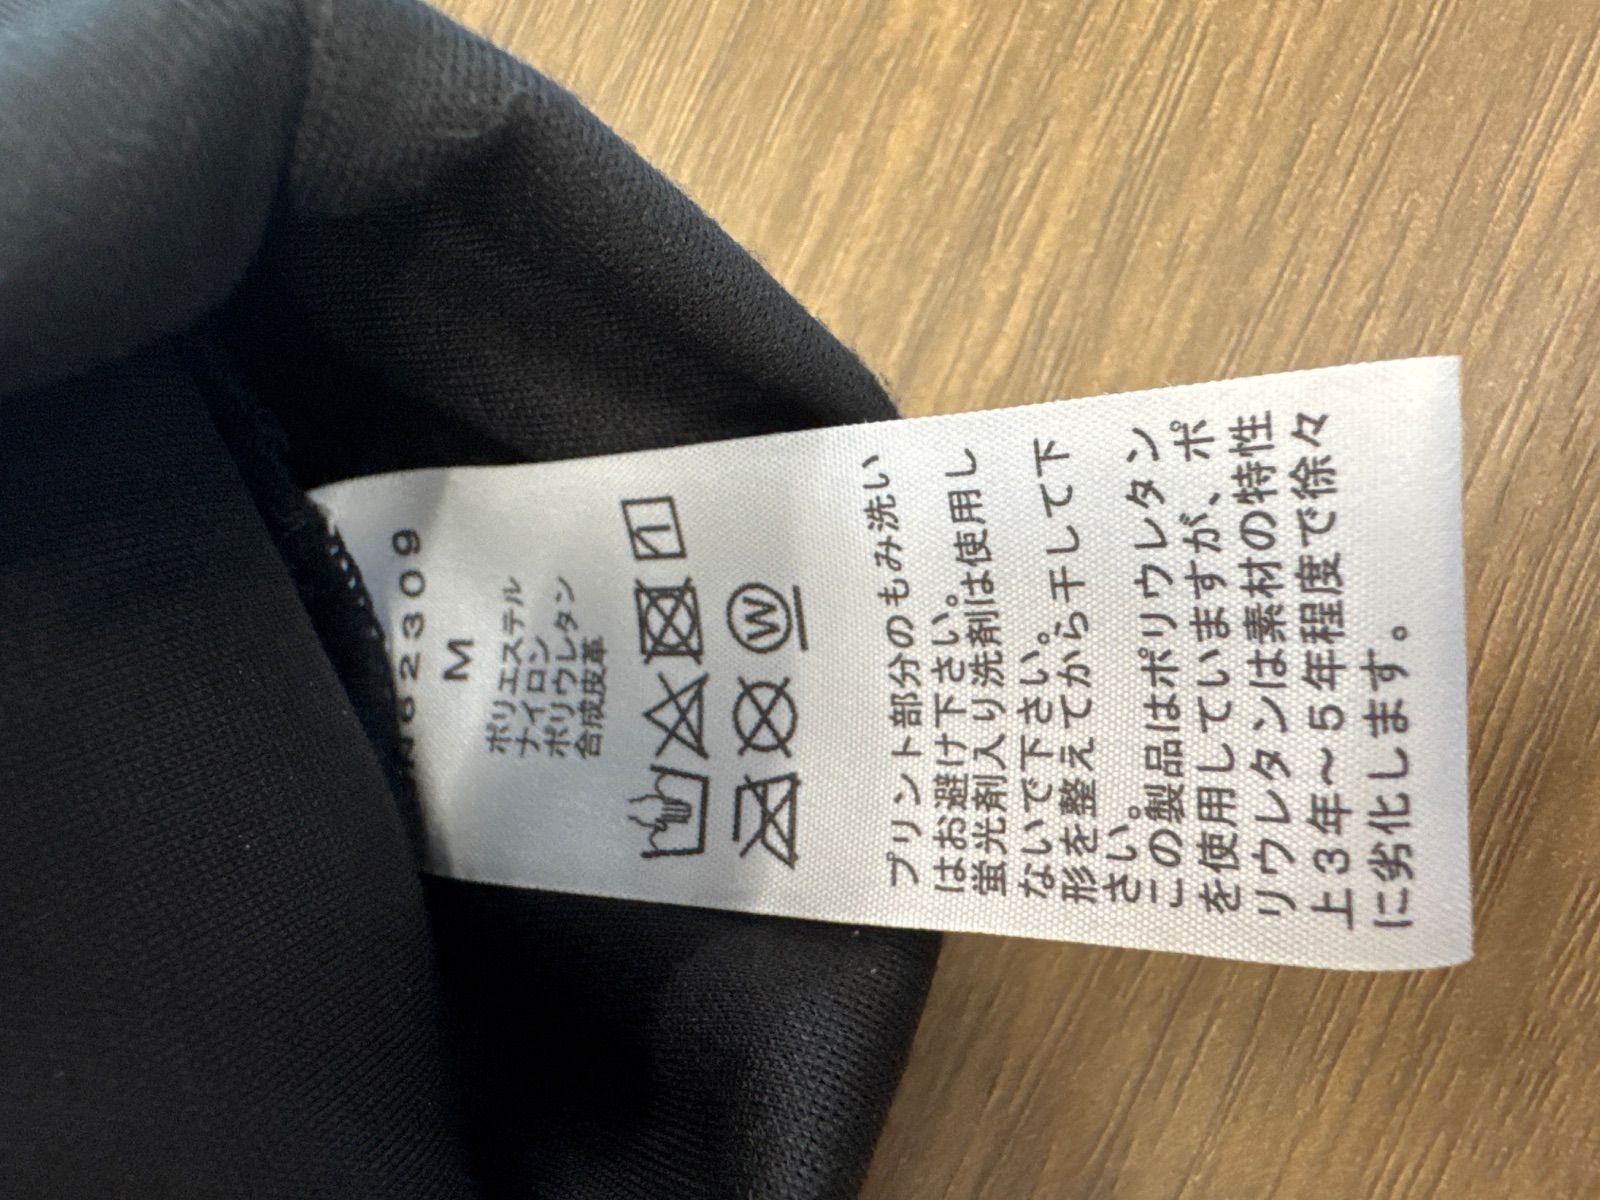 622309
M
ポリエステル
ナイロン
ポリウレタン
合成皮革
W
プリント部分のもみ洗い
はお避け下さい。
蛍光剤入り洗剤は使用し
ないで下さい。
形を整えてから干して下
さい。
この製品はポリウレタン
を使用していますが、ポ
リウレタンは素材の特性
上3年～5年程度で徐々
に劣化します。